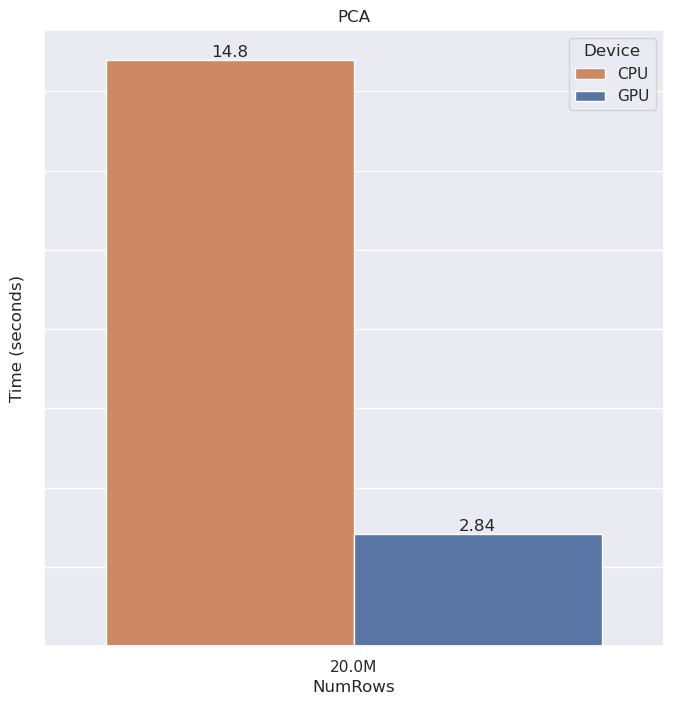 PCA
14.8
Device
CPU
GPU
Time (seconds)
2.84
20.0M
NumRows